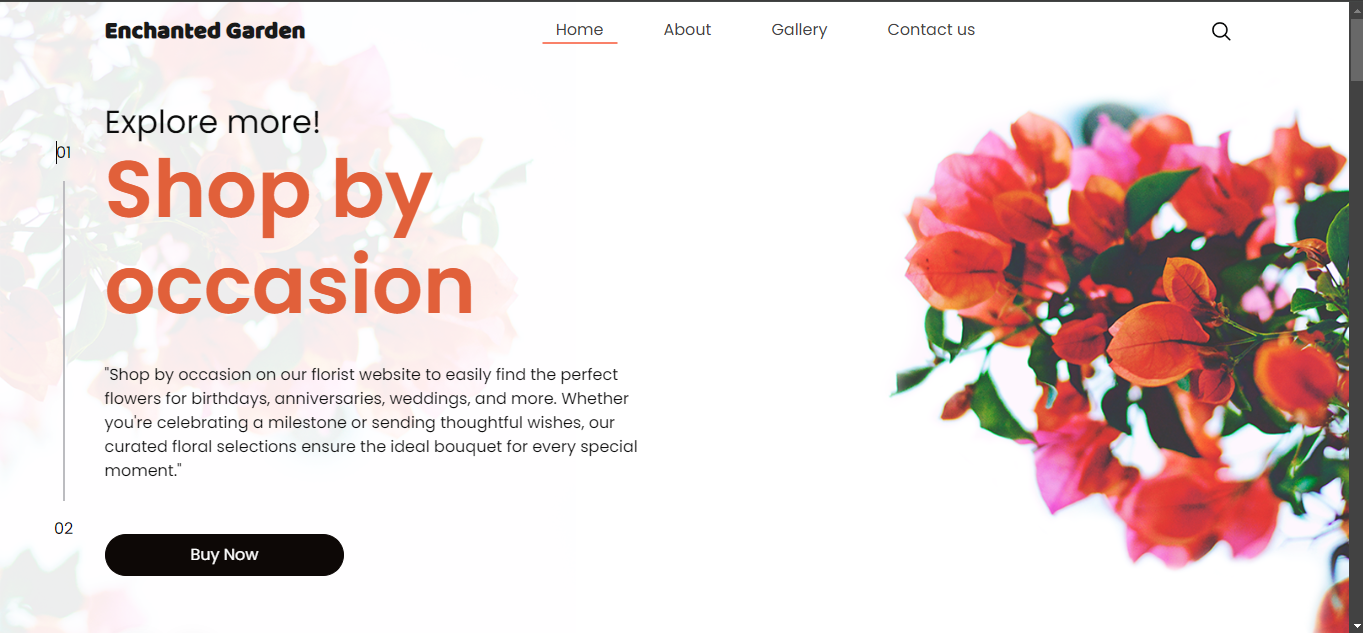 Enchanted Garden
Home
About
Gallery
Contact us
Explore more!
01
Shop by
occasion
"Shop by occasion on our florist website to easily find the perfect
flowers for birthdays, anniversaries, weddings, and more. Whether
you're celebrating a milestone or sending thoughtful wishes, our
curated floral selections ensure the ideal bouquet for every special
moment."
02
Buy Now